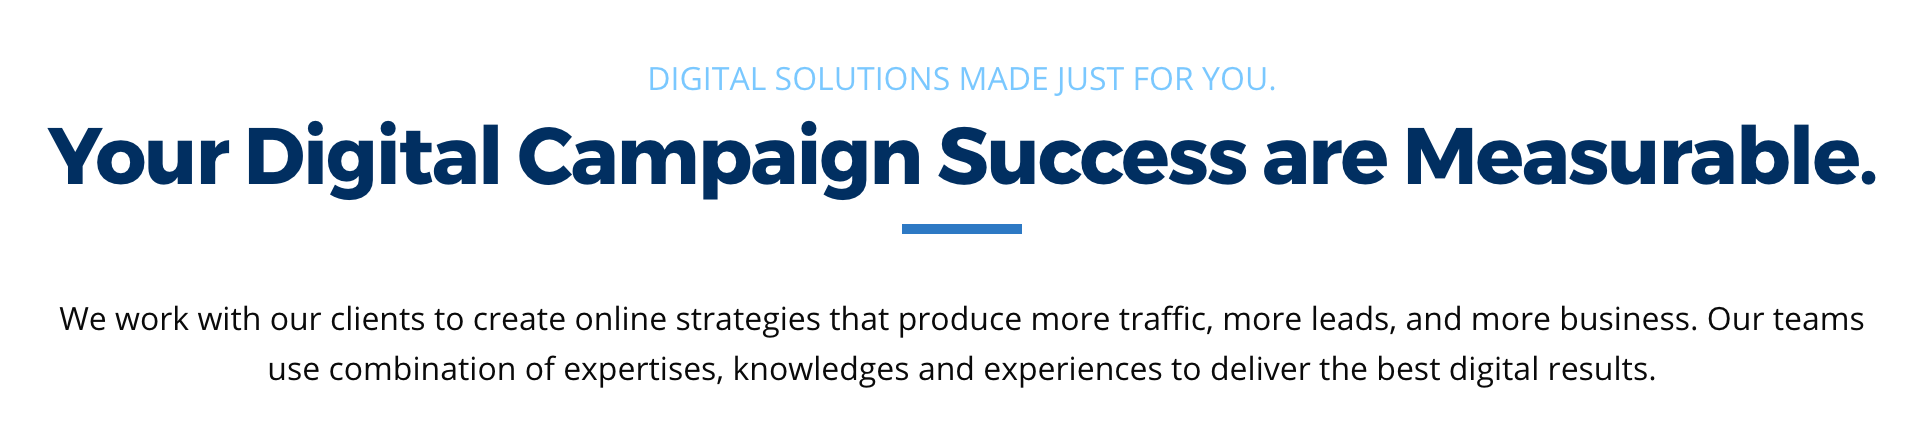 DIGITAL SOLUTIONS MADE JUST FOR YOU.
Your Digital Campaign Success are Measurable.
We work with our clients to create online strategies that produce more traffic, more leads, and more business. Our teams
use combination of expertises, knowledges and experiences to deliver the best digital results.